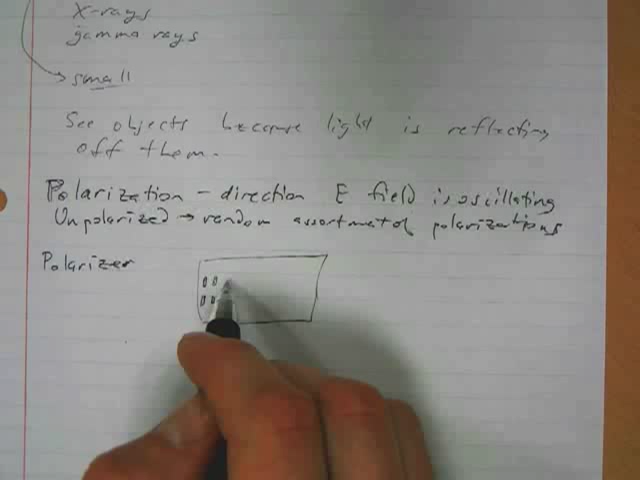 x-rays
gamma rays
small
See objects because light is reflecting
off them.
Polarization - direction E field is oscillating
Unpolarized → random assortment of polarizations
Polarizer